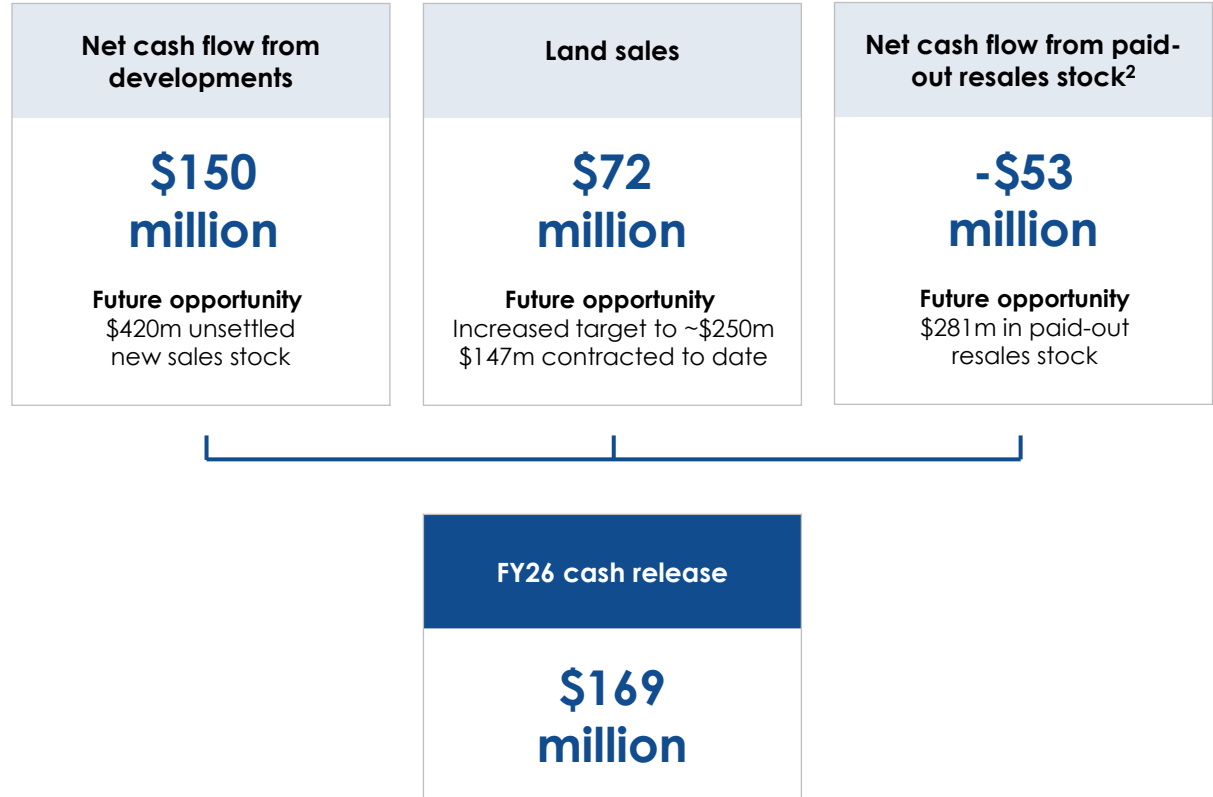 Net cash flow from
developments
$150
million
Future opportunity
$420m unsettled
new sales stock
Land sales
$72
million
Future opportunity
Increased target to ~$250m
$147m contracted to date
Net cash flow from paid-
out resales stock²
-$53
million
Future opportunity
$281m in paid-out
resales stock
FY26 cash release
$169
million